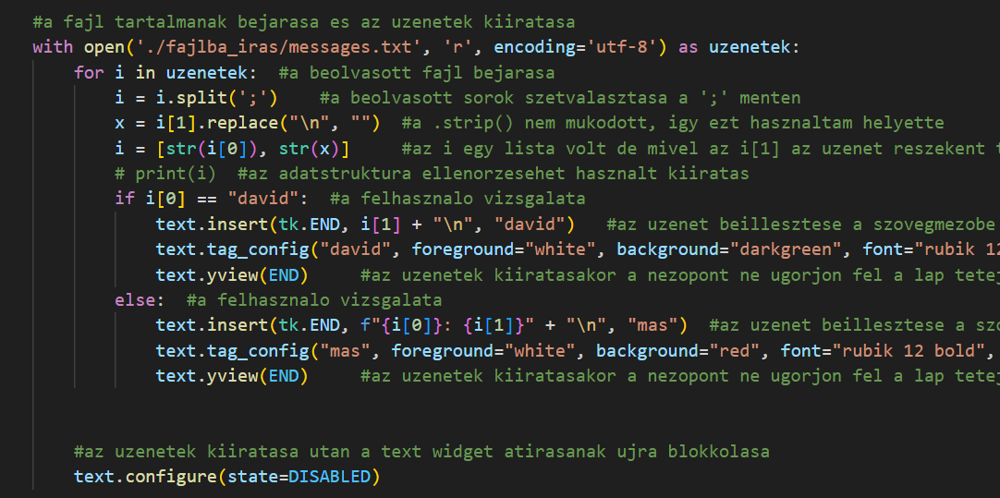 #a fajl tartalmanak bejarasa es az uzenetek kiiratasa
with open('./fajlba_iras/messages.txt', 'r', encoding='utf-8') as uzenetek:
    for i in uzenetek:  #a beolvasott fajl bejarasa
        i = i.split(';')    #a beolvasott sorok szetvalasztasa a ';' menten
        x = i[1].replace("\n", "")  #a .strip() nem mukodott, igy ezt hasznaltam helyette
        i = [str(i[0]), str(x)]     #az i egy lista volt de mivel az i[1] az uzenet reszekent
        # print(i)  #az adatstruktura ellenorzesehet hasznalt kiiratas
        if i[0] == "david":  #a felhasznalo vizsgalata
            text.insert(tk.END, i[1] + "\n", "david")   #az uzenet beillesztese a szovegmezobe
            text.tag_config("david", foreground="white", background="darkgreen", font="rubik 12
            text.yview(END)     #az uzenetek kiiratasakor a nezopont ne ugorjon fel a lap tetej
        else:  #a felhasznalo vizsgalata
            text.insert(tk.END, f"{i[0]}: {i[1]}" + "\n", "mas")  #az uzenet beillesztese a szo
            text.tag_config("mas", foreground="white", background="red", font="rubik 12 bold",
            text.yview(END)     #az uzenetek kiiratasakor a nezopont ne ugorjon fel a lap tetej
    #az uzenetek kiiratasa utan a text widget atirasanak ujra blokkolasa
    text.configure(state=DISABLED)